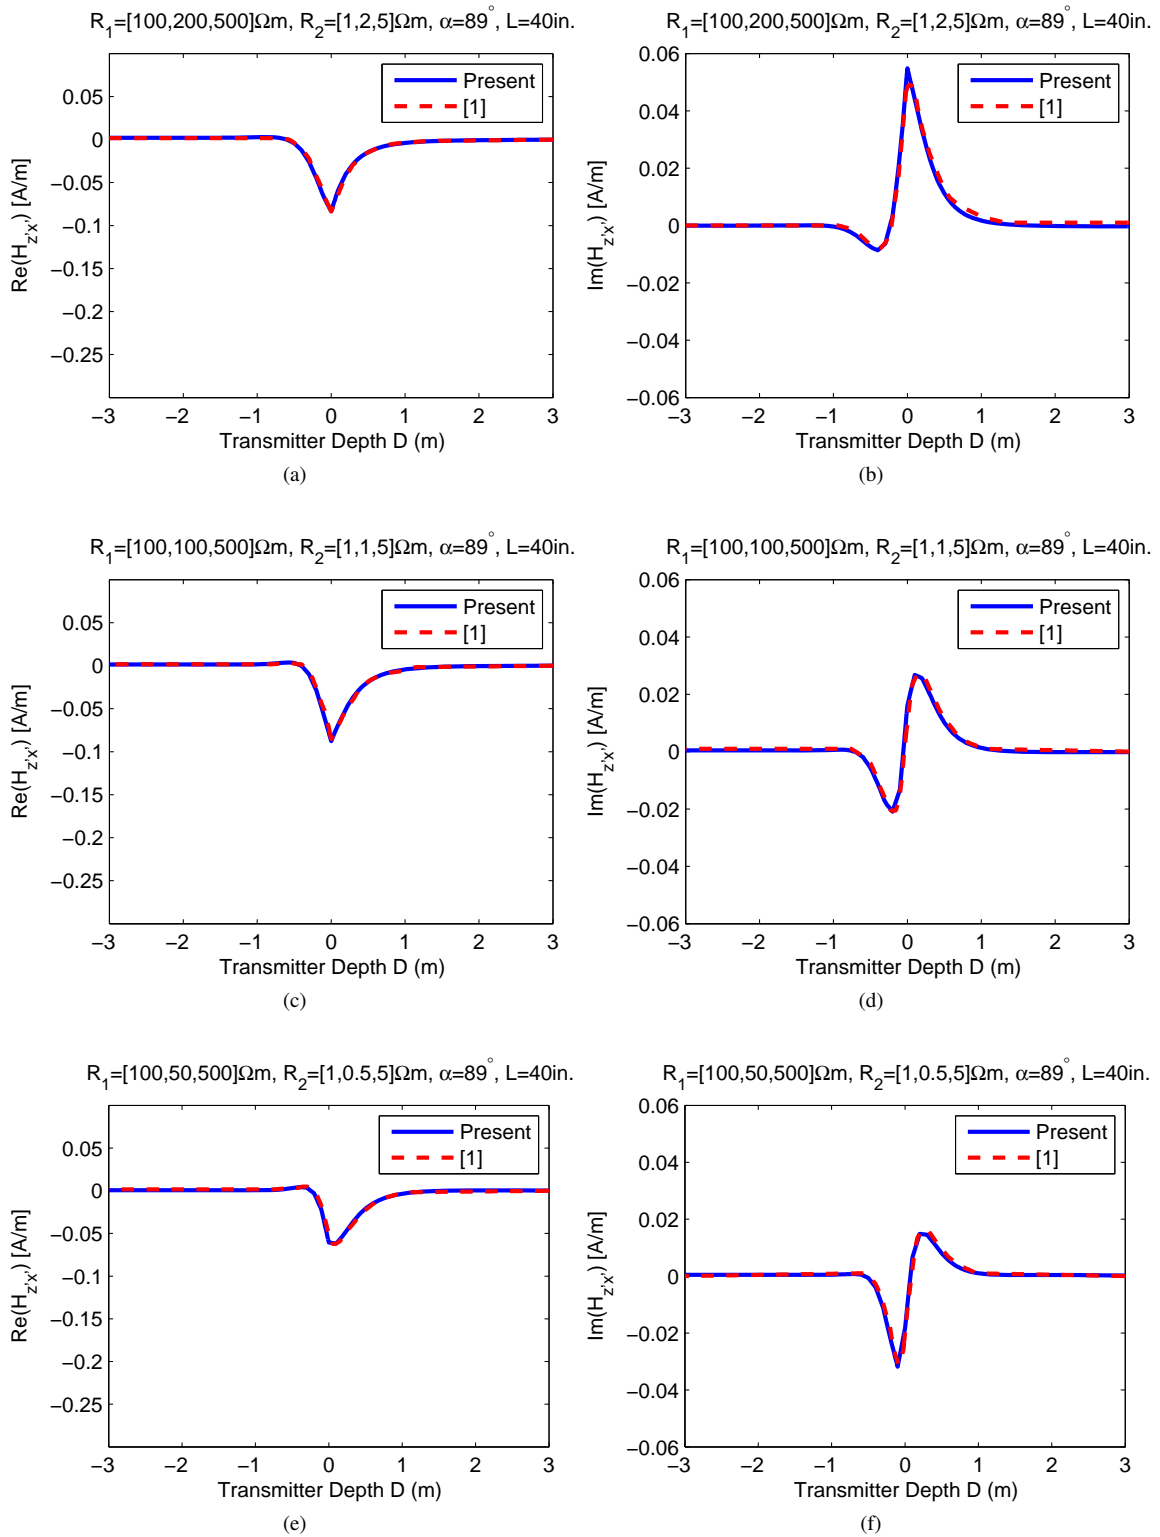 R1=[100,200,500]Ωm, R2=[1,2,5]Ωm, α=89°, L=40in.
Present
[1]
0.05
0
−0.05
−0.1
−0.15
−0.2
−0.25
Re(Hz'x') [A/m]
−3 −2 −1 0 1 2 3
Transmitter Depth D (m)
(a)
R1=[100,200,500]Ωm, R2=[1,2,5]Ωm, α=89°, L=40in.
Present
[1]
0.06
0.04
0.02
0
−0.02
−0.04
−0.06
Im(Hz'x') [A/m]
−3 −2 −1 0 1 2 3
Transmitter Depth D (m)
(b)
R1=[100,100,500]Ωm, R2=[1,1,5]Ωm, α=89°, L=40in.
Present
[1]
0.05
0
−0.05
−0.1
−0.15
−0.2
−0.25
Re(Hz'x') [A/m]
−3 −2 −1 0 1 2 3
Transmitter Depth D (m)
(c)
R1=[100,100,500]Ωm, R2=[1,1,5]Ωm, α=89°, L=40in.
Present
[1]
0.06
0.04
0.02
0
−0.02
−0.04
−0.06
Im(Hz'x') [A/m]
−3 −2 −1 0 1 2 3
Transmitter Depth D (m)
(d)
R1=[100,50,500]Ωm, R2=[1,0.5,5]Ωm, α=89°, L=40in.
Present
[1]
0.05
0
−0.05
−0.1
−0.15
−0.2
−0.25
Re(Hz'x') [A/m]
−3 −2 −1 0 1 2 3
Transmitter Depth D (m)
(e)
R1=[100,50,500]Ωm, R2=[1,0.5,5]Ωm, α=89°, L=40in.
Present
[1]
0.06
0.04
0.02
0
−0.02
−0.04
−0.06
Im(Hz'x') [A/m]
−3 −2 −1 0 1 2 3
Transmitter Depth D (m)
(f)